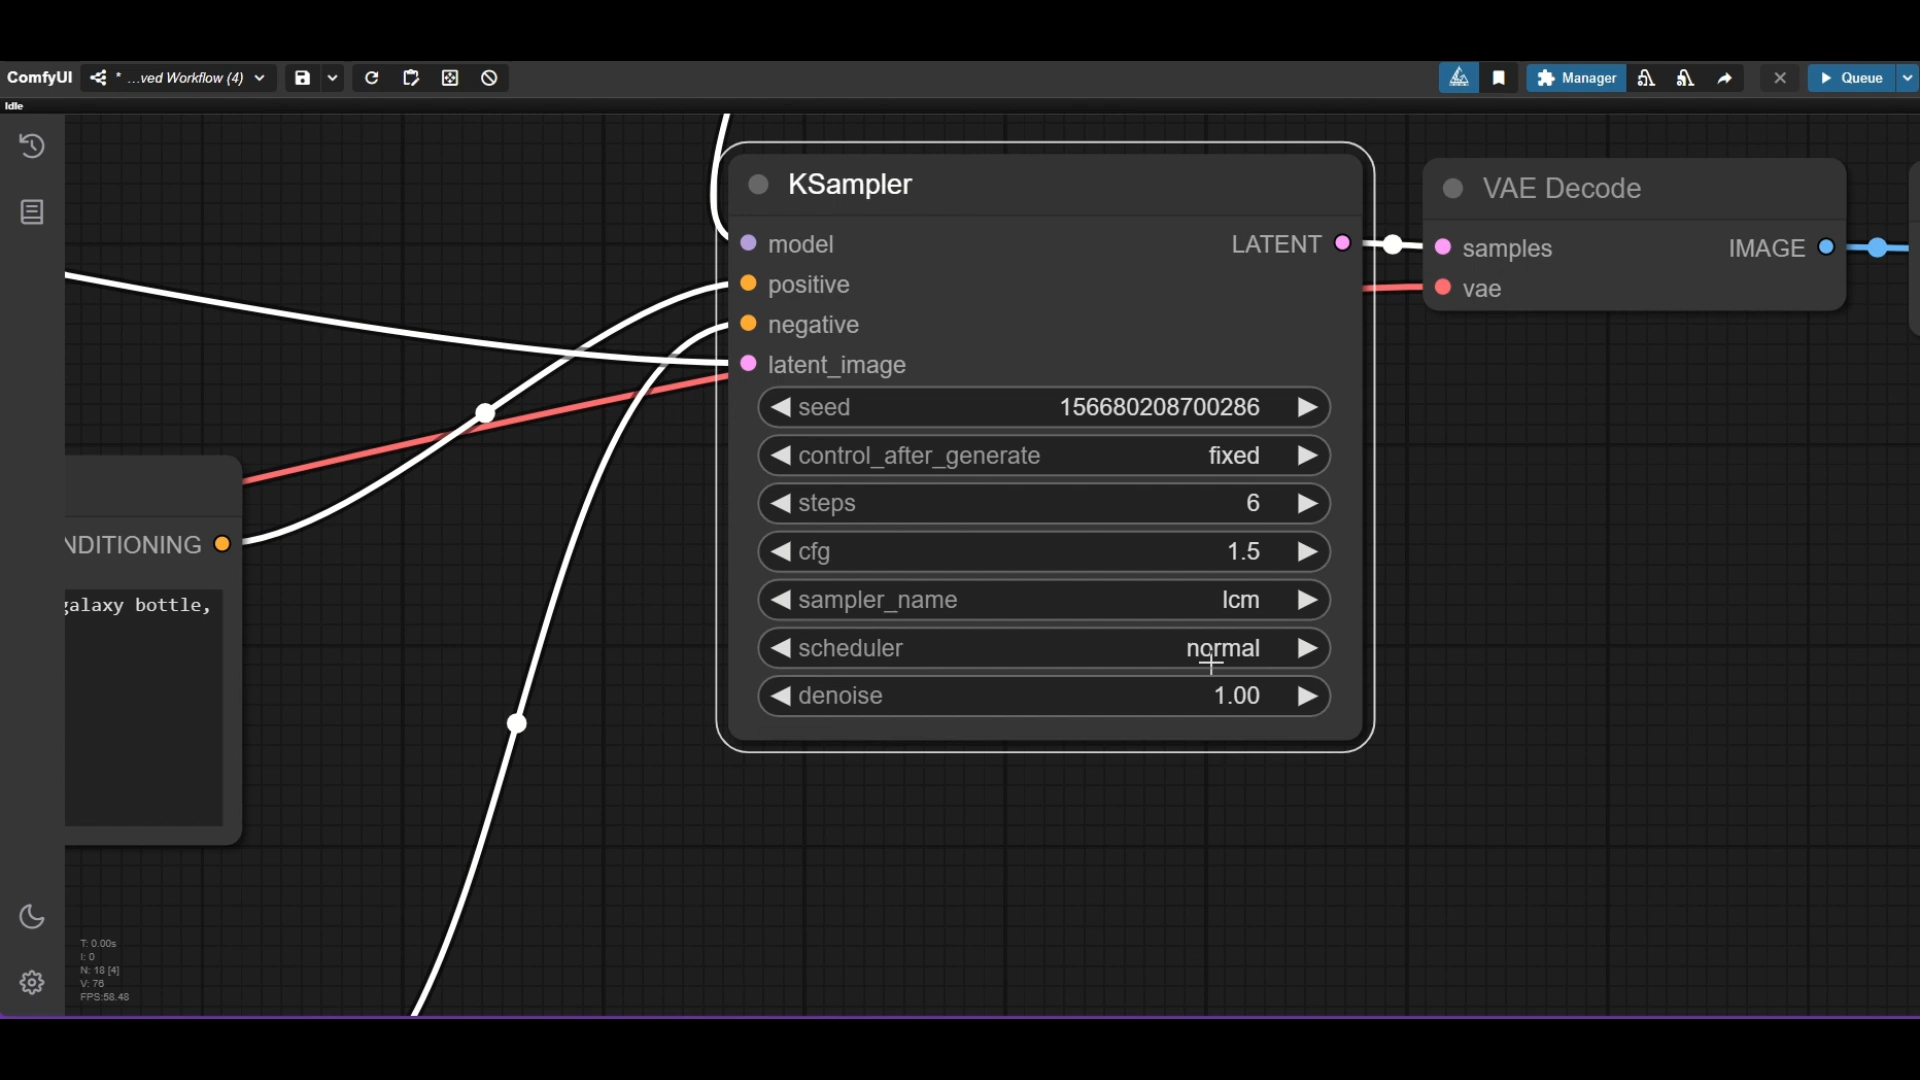 ComfyUI * ...ved Workflow (4) Manager Queue
Idle
KSampler
model LATENT
positive
negative
latent_image
seed 156680208700286
control_after_generate fixed
steps 6
cfg 1.5
sampler_name lcm
scheduler normal
denoise 1.00
VAE Decode
samples IMAGE
vae
NDITIONING
galaxy bottle,
T: 0.00s
I: 0
N: 18 [4]
V: 76
FPS:58.48